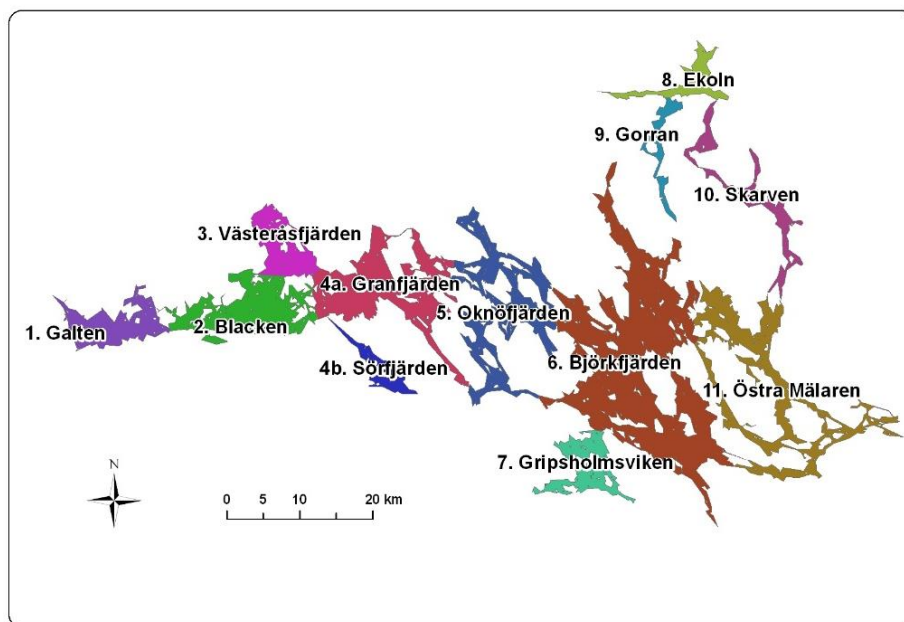 8. Ekoln
9. Gorran
10. Skarven
3. Västeråsfjärden
4a. Granfjärden
5. Oknöfjärden
2. Blacken
1. Galten
4b. Sörfjärden
6. Björkfjärden
11. Östra Mälaren
7. Gripsholmsviken
N
0 5 10 20 km